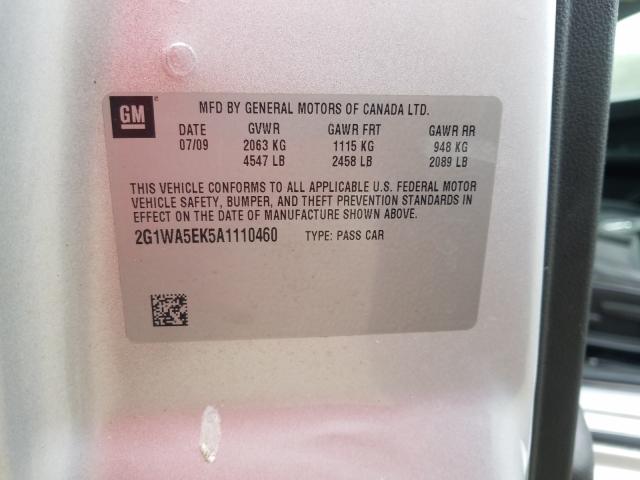 GM MFD BY GENERAL MOTORS OF CANADA LTD.
DATE GVWR GAWR FRT GAWR RR
07/09 2063 KG 1115 KG 948 KG
4547 LB 2458 LB 2089 LB
THIS VEHICLE CONFORMS TO ALL APPLICABLE U.S. FEDERAL MOTOR
VEHICLE SAFETY, BUMPER, AND THEFT PREVENTION STANDARDS IN
EFFECT ON THE DATE OF MANUFACTURE SHOWN ABOVE.
2G1WA5EK5A1110460 TYPE: PASS CAR